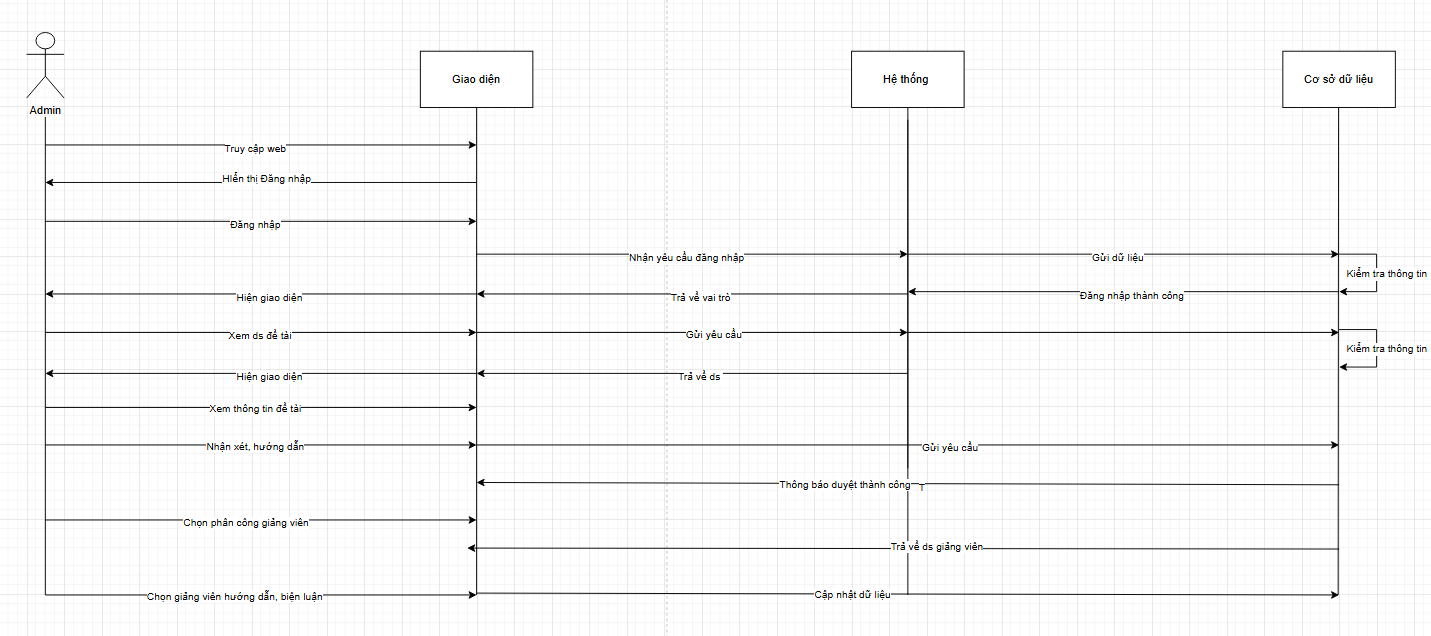 Admin
Giao diện
Hệ thống
Cơ sở dữ liệu
Truy cập web
Hiển thị Đăng nhập
Đăng nhập
Nhận yêu cầu đăng nhập
Gửi dữ liệu
Kiểm tra thông tin
Hiện giao diện
Trả về vai trò
Đăng nhập thành công
Xem ds đề tài
Gửi yêu cầu
Kiểm tra thông tin
Hiện giao diện
Trả về ds
Xem thông tin đề tài
Nhận xét, hướng dẫn
Gửi yêu cầu
Thông báo duyệt thành công
T
Chọn phân công giảng viên
Trả về ds giảng viên
Chọn giảng viên hướng dẫn, biện luận
Cập nhật dữ liệu